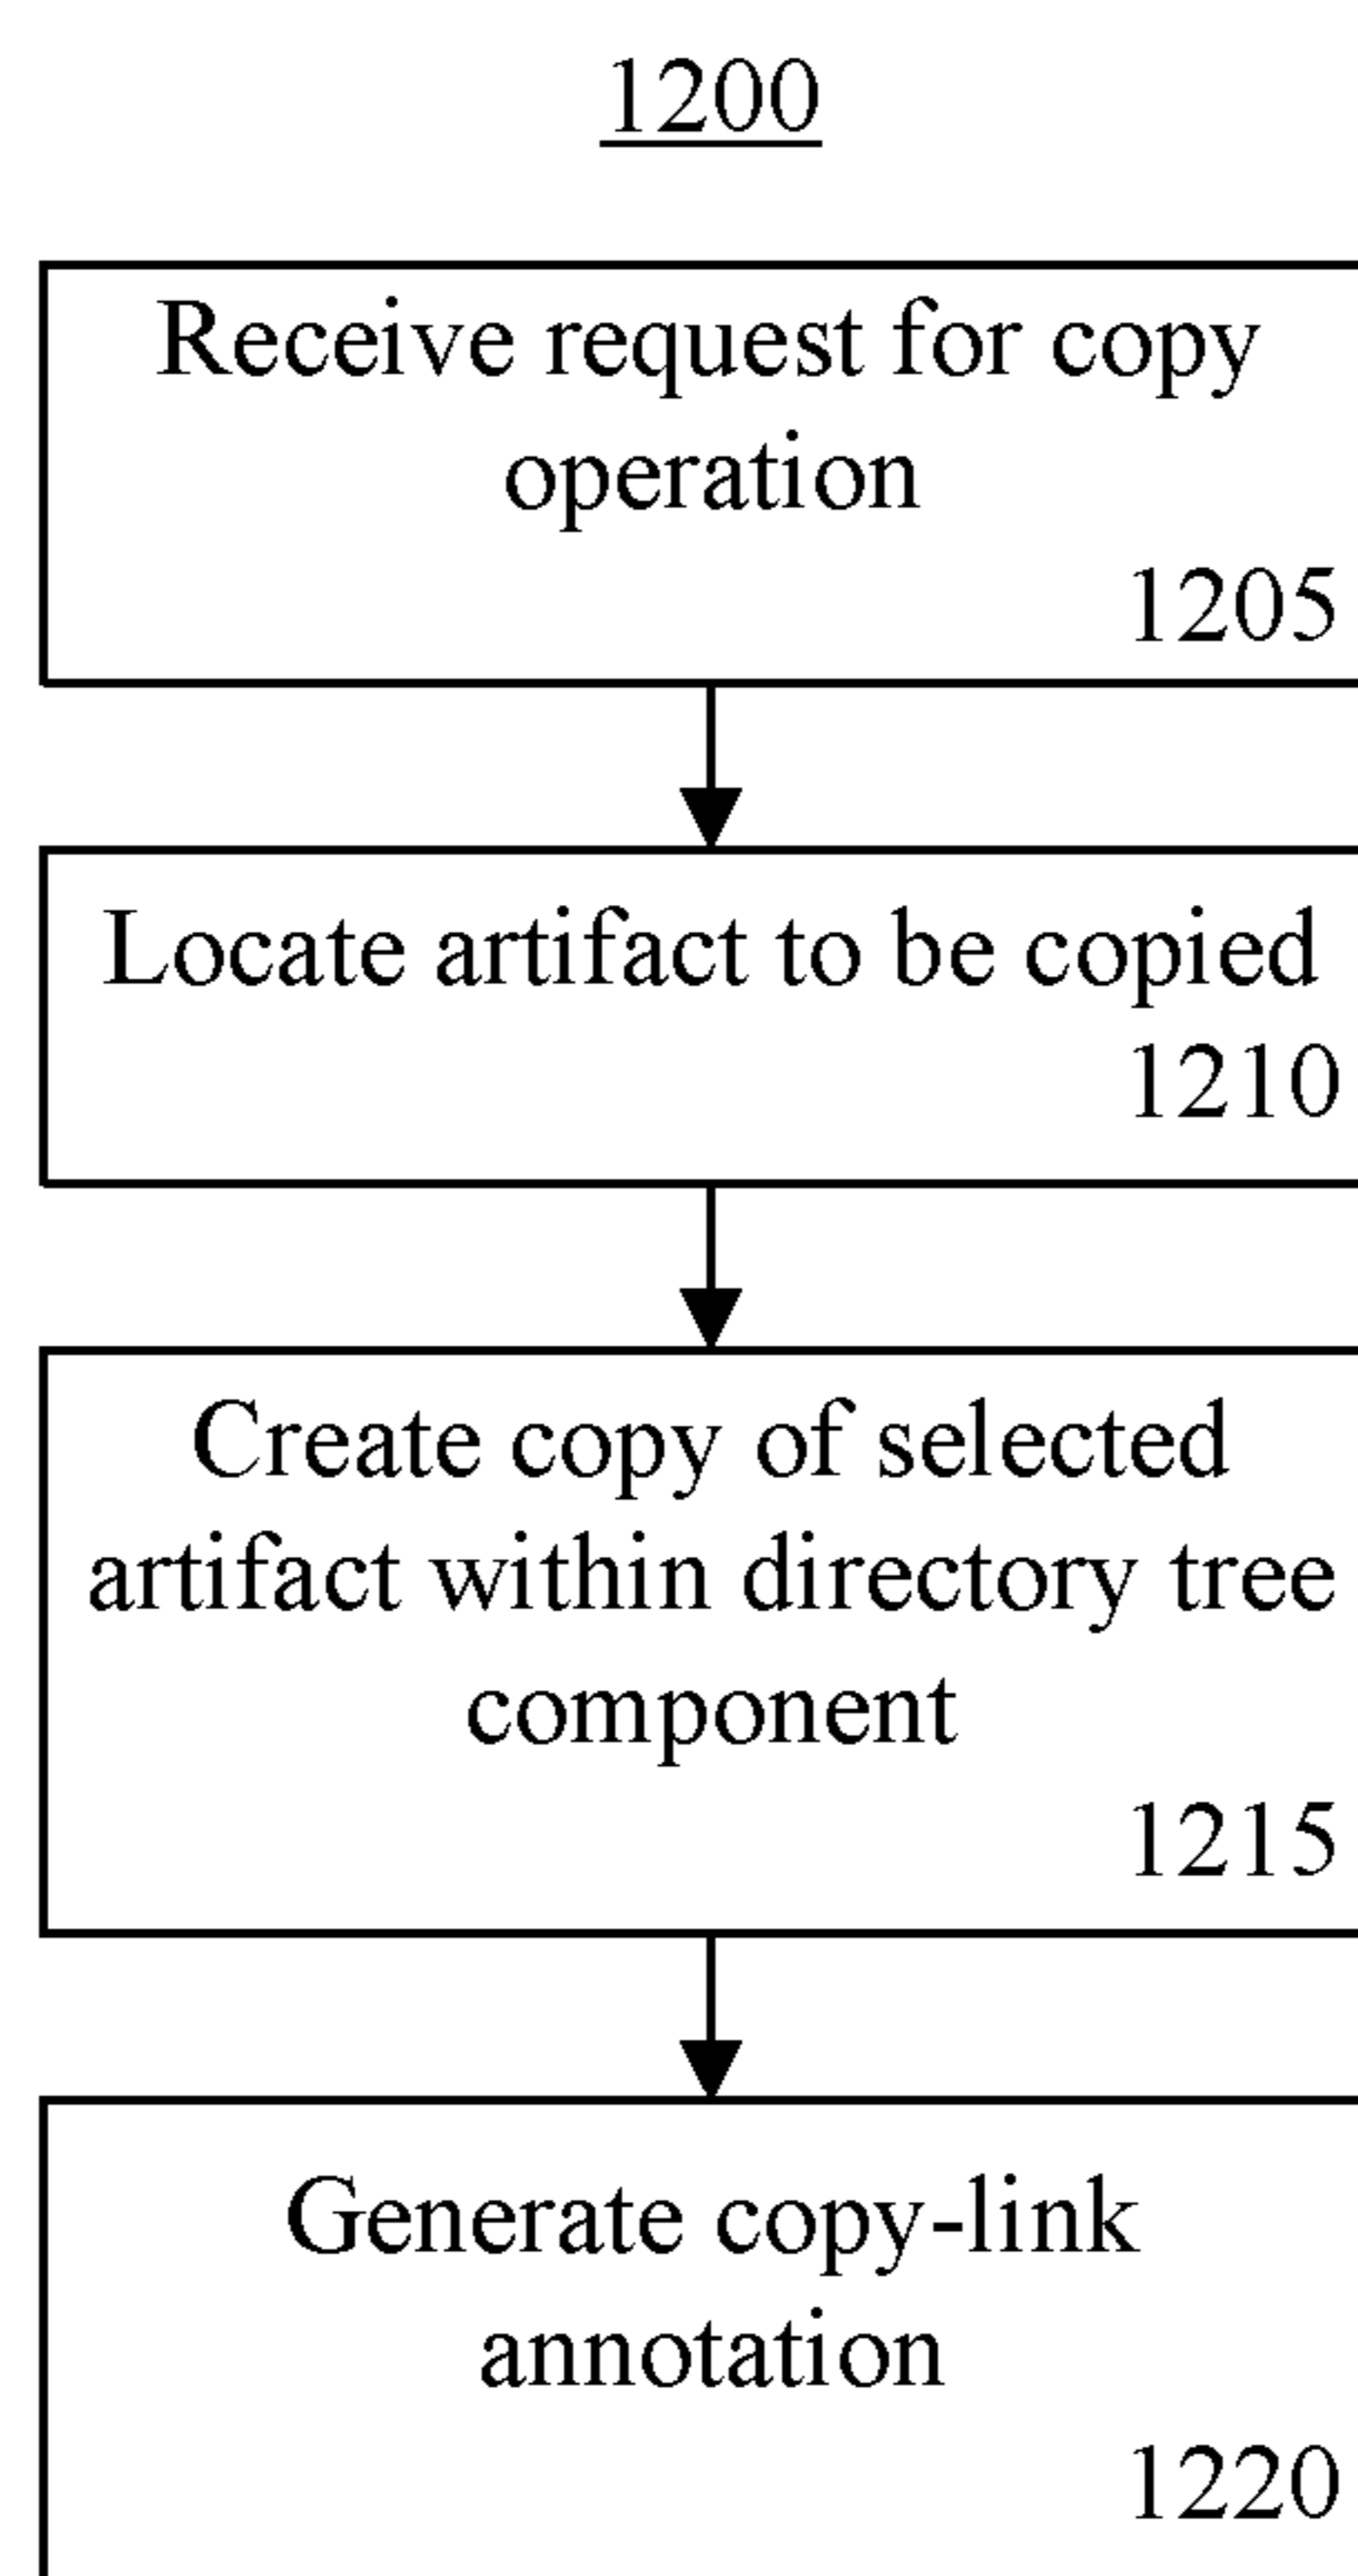 1200
Receive request for copy
operation
1205
Locate artifact to be copied
1210
Create copy of selected
artifact within directory tree
component
1215
Generate copy-link
annotation
1220